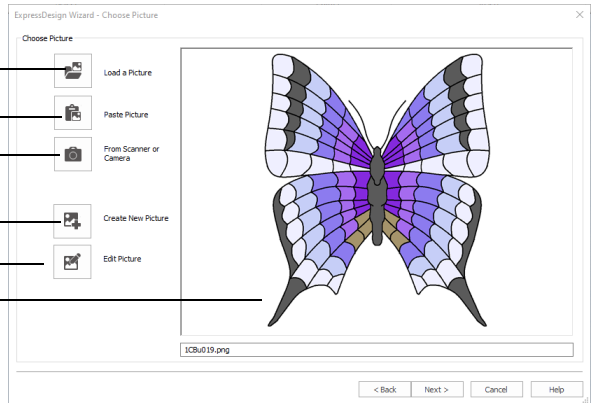 ExpressDesign Wizard - Choose Picture
Choose Picture
Load a Picture
Paste Picture
From Scanner or
Camera
Create New Picture
Edit Picture
1CBu019.png
< Back
Next >
Cancel
Help